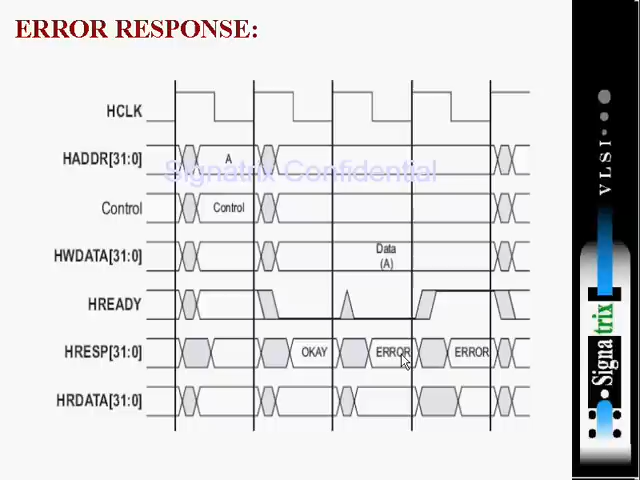 ERROR RESPONSE:
HCLK
HADDR[31:0] A
Signatrix Confidential
Control Control
HWDATA[31:0] Data
(A)
HREADY
HRESP[31:0] OKAY ERROR ERROR
HRDATA[31:0]
VLSI
Signatrix